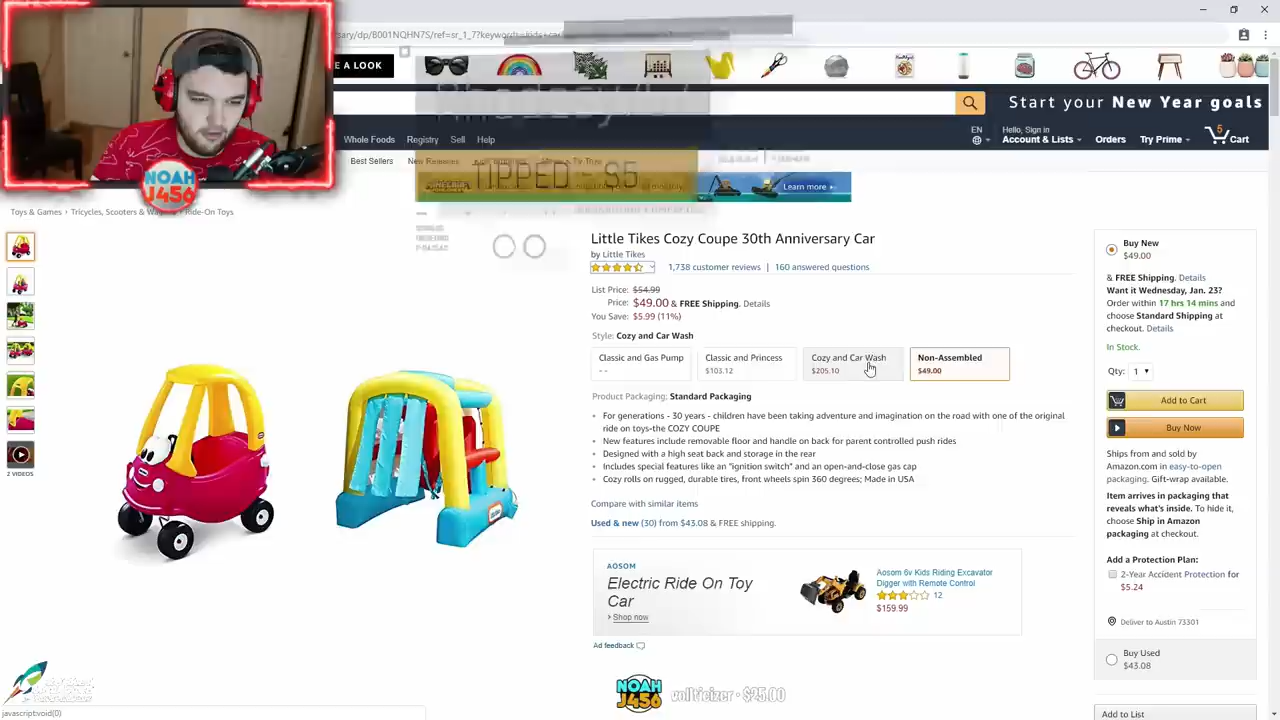 E A LOOK
Start your New Year goals
Whole Foods Registry Sell Help
EN
Hello, Sign in
Account & Lists
Orders
Try Prime
5
Cart
Best Sellers
TIPPED - $5
Learn more
Toys & Games › Tricycles, Scooters & Wagons › Ride-On Toys
NOAH
J456
Little Tikes Cozy Coupe 30th Anniversary Car
by Little Tikes
1,738 customer reviews | 160 answered questions
List Price: $54.99
Price: $49.00 & FREE Shipping. Details
You Save: $5.99 (11%)
Style: Cozy and Car Wash
Classic and Gas Pump
- -
Classic and Princess
$103.12
Cozy and Car Wash
$205.10
Non-Assembled
$49.00
Product Packaging: Standard Packaging
For generations - 30 years - children have been taking adventure and imagination on the road with one of the original
ride on toys-the COZY COUPE
New features include removable floor and handle on back for parent controlled push rides
Designed with a high seat back and storage in the rear
Includes special features like an "ignition switch" and an open-and-close gas cap
Cozy rolls on rugged, durable tires, front wheels spin 360 degrees; Made in USA
Compare with similar items
Used & new (30) from $43.08 & FREE shipping.
AOSOM
Electric Ride On Toy
Car
› Shop now
Aosom 6v Kids Riding Excavator
Digger with Remote Control
12
$159.99
Ad feedback
2 VIDEOS
Buy New
$49.00
& FREE Shipping. Details
Want it Wednesday, Jan. 23?
Order within 17 hrs 14 mins and
choose Standard Shipping at
checkout. Details
In Stock.
Qty: 1
Add to Cart
Buy Now
Ships from and sold by
Amazon.com in easy-to-open
packaging. Gift-wrap available.
Item arrives in packaging that
reveals what's inside. To hide it,
choose Ship in Amazon
packaging at checkout.
Add a Protection Plan:
2-Year Accident Protection for
$5.24
Deliver to Austin 73301
Buy Used
$43.08
Add to List
NOAH
J456
$25.00
javascript:void(0)